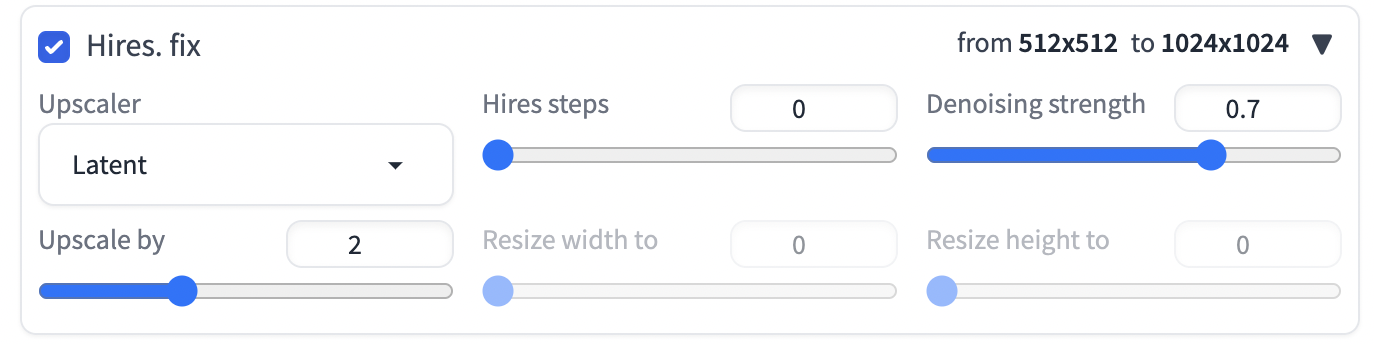 Hires. fix from 512x512 to 1024x1024 ▼
Upscaler
Latent
Hires steps 0
Denoising strength 0.7
Upscale by 2
Resize width to 0
Resize height to 0